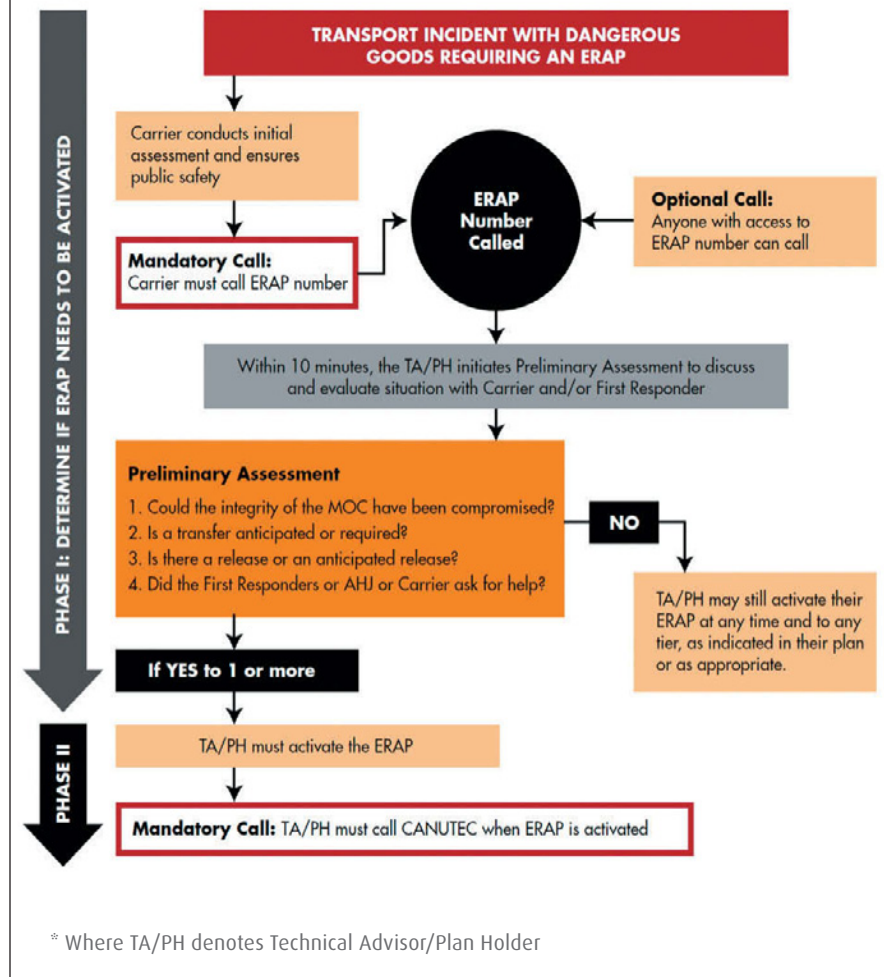 TRANSPORT INCIDENT WITH DANGEROUS
GOODS REQUIRING AN ERAP
PHASE I: DETERMINE IF ERAP NEEDS TO BE ACTIVATED
Carrier conducts initial
assessment and ensures
public safety
Mandatory Call:
Carrier must call ERAP number
ERAP
Number
Called
Optional Call:
Anyone with access to
ERAP number can call
Within 10 minutes, the TA/PH initiates Preliminary Assessment to discuss
and evaluate situation with Carrier and/or First Responder
Preliminary Assessment
1. Could the integrity of the MOC have been compromised?
2. Is a transfer anticipated or required?
3. Is there a release or an anticipated release?
4. Did the First Responders or AHJ or Carrier ask for help?
NO
TA/PH may still activate their
ERAP at any time and to any
tier, as indicated in their plan
or as appropriate.
If YES to 1 or more
PHASE II
TA/PH must activate the ERAP
Mandatory Call: TA/PH must call CANUTEC when ERAP is activated
* Where TA/PH denotes Technical Advisor/Plan Holder